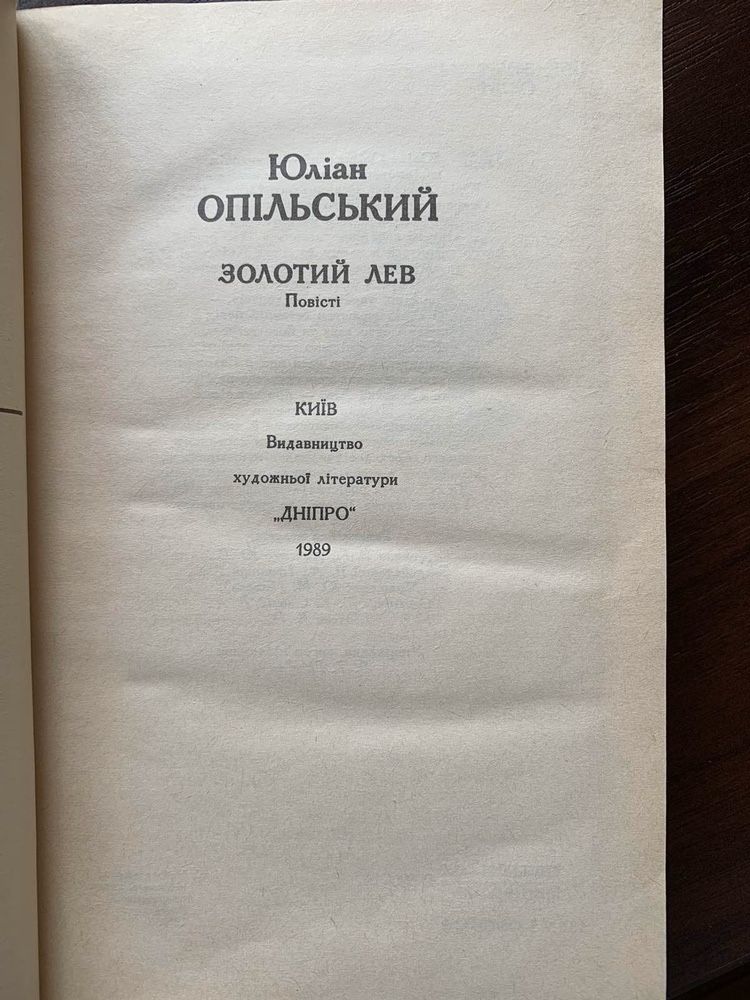 Юліан
ОПІЛЬСЬКИЙ
ЗОЛОТИЙ ЛЕВ
Повісті
КИЇВ
Видавництво
художньої літератури
„ДНІПРО“
1989